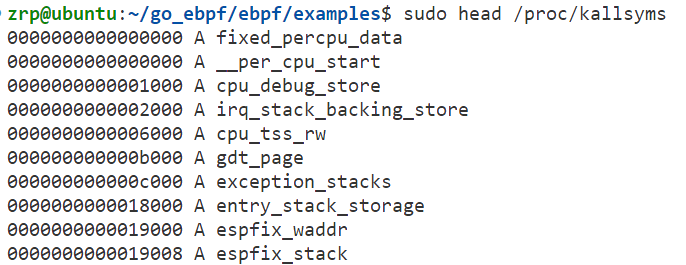 zrp@ubuntu:~/go_ebpf/ebpf/examples$ sudo head /proc/kallsyms
0000000000000000 A fixed_percpu_data
0000000000000000 A __per_cpu_start
0000000000001000 A cpu_debug_store
0000000000002000 A irq_stack_backing_store
0000000000006000 A cpu_tss_rw
000000000000b000 A gdt_page
000000000000c000 A exception_stacks
0000000000018000 A entry_stack_storage
0000000000019000 A espfix_waddr
0000000000019008 A espfix_stack